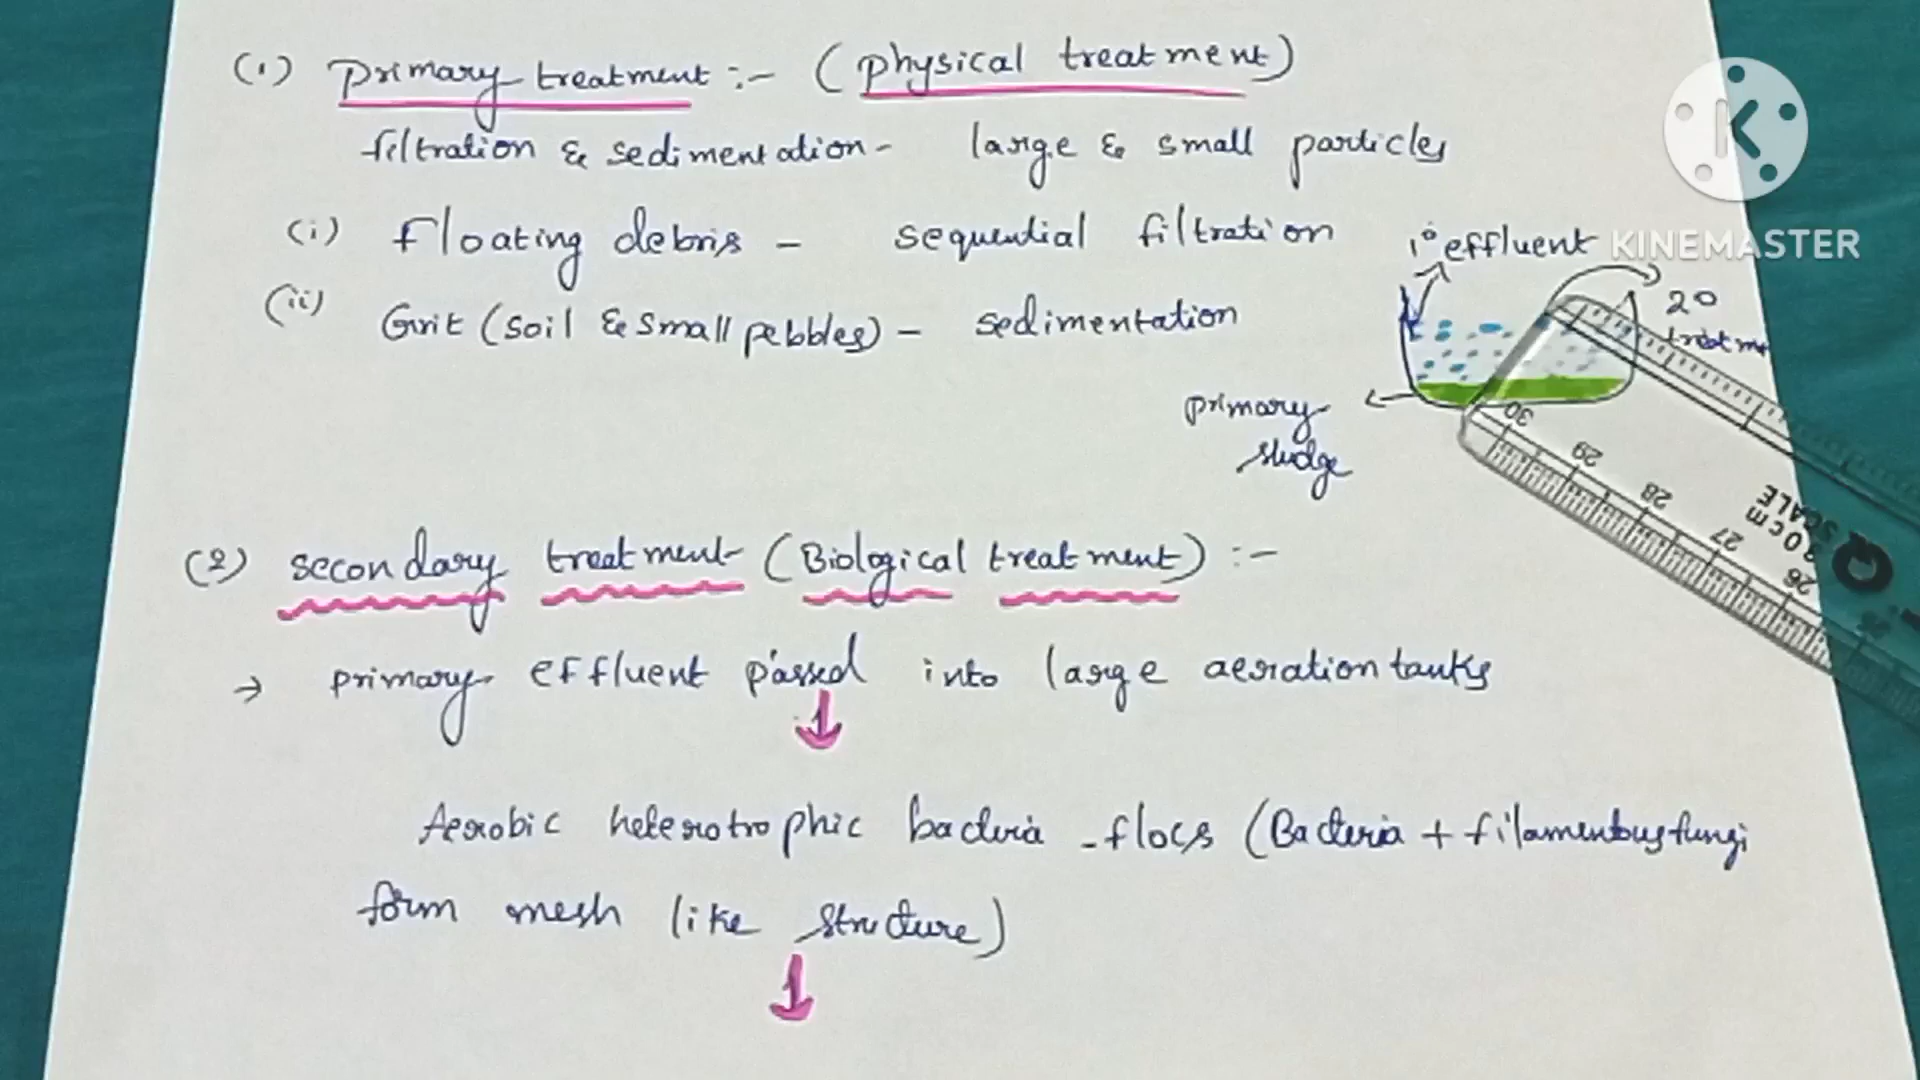 (1) Primary treatment :- (physical treatment)
filtration & sedimentation - large & small particles
(i) Floating debris - sequential filtration
(ii) Grit (soil & small pebbles) - sedimentation
1° effluent
2°
treatm
primary
sludge
30
29
28
27
26
30cm
SCALE
KINEMASTER
(2) secondary treatment (Biological treatment) :-
→ primary effluent passed into large aeration tanks
Aerobic heterotrophic bacteria - flocs (Bacteria + filamentous fungi
form mesh like structure)